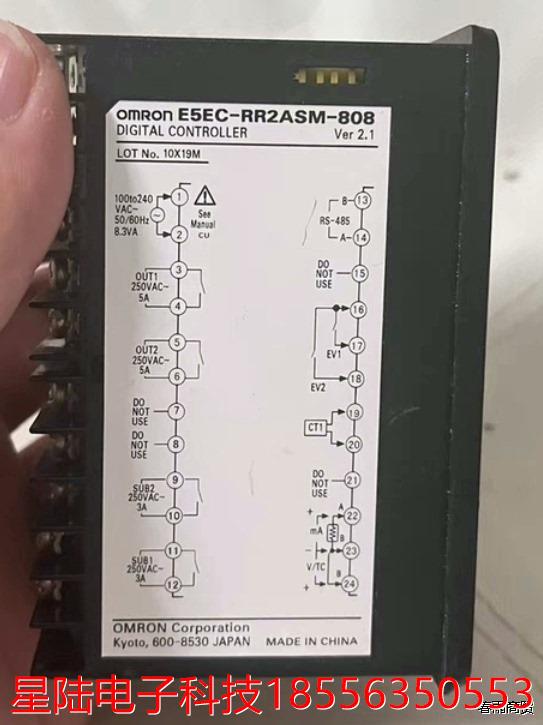 OMRON E5EC-RR2ASM-808
DIGITAL CONTROLLER Ver 2.1
LOT No. 10X19M
100to240
VAC~
50/60Hz
8.3VA
1
2
See
Manual
CU
3
OUT1
250VAC~
5A
4
5
OUT2
250VAC~
5A
6
DO
NOT
USE
7
DO
NOT
USE
8
9
SUB2
250VAC~
3A
10
11
SUB1
250VAC~
3A
12
B-
13
RS-485
A-
14
DO
NOT
USE
15
16
17
EV1
18
EV2
19
CT1
20
DO
NOT
USE
21
+
A
22
mA
B
-
23
V/TC
B
+
24
OMRON Corporation
Kyoto, 600-8530 JAPAN MADE IN CHINA
星陆电子科技18556350553